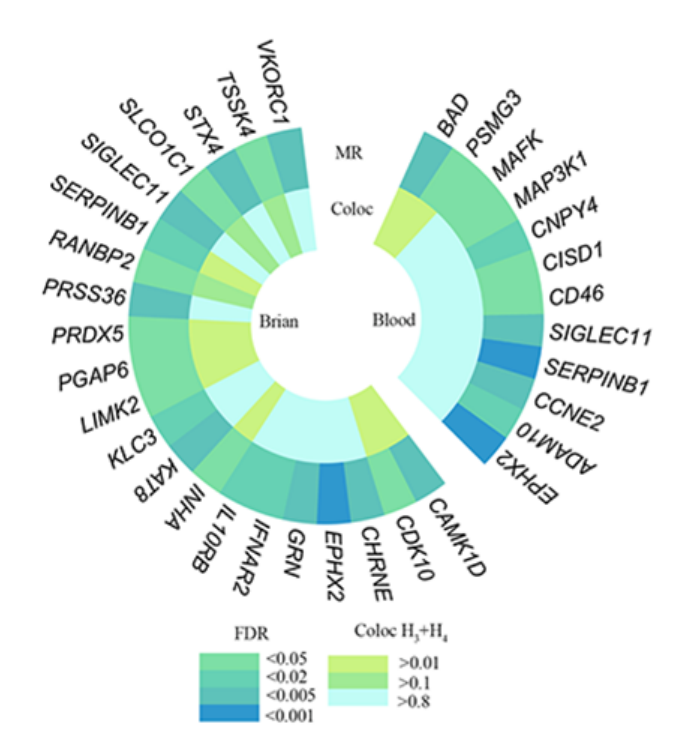 VKORC1
TSSK4
STX4
SLCO1C1
SIGLEC11
SERPINB1
RANBP2
PRSS36
PRDX5
PGAP6
LIMK2
KLC3
KAT8
INHA
IL10RB
IFNAR2
GRN
EPHX2
CHRNE
CDK10
CAMK1D
MR
Coloc
Brian
Blood
BAD
PSMG3
MAFK
MAP3K1
CNPY4
CISD1
CD46
SIGLEC11
SERPINB1
CCNE2
ADAM10
EPHX2
FDR
<0.05
<0.02
<0.005
<0.001
Coloc H₃+H₄
>0.01
>0.1
>0.8